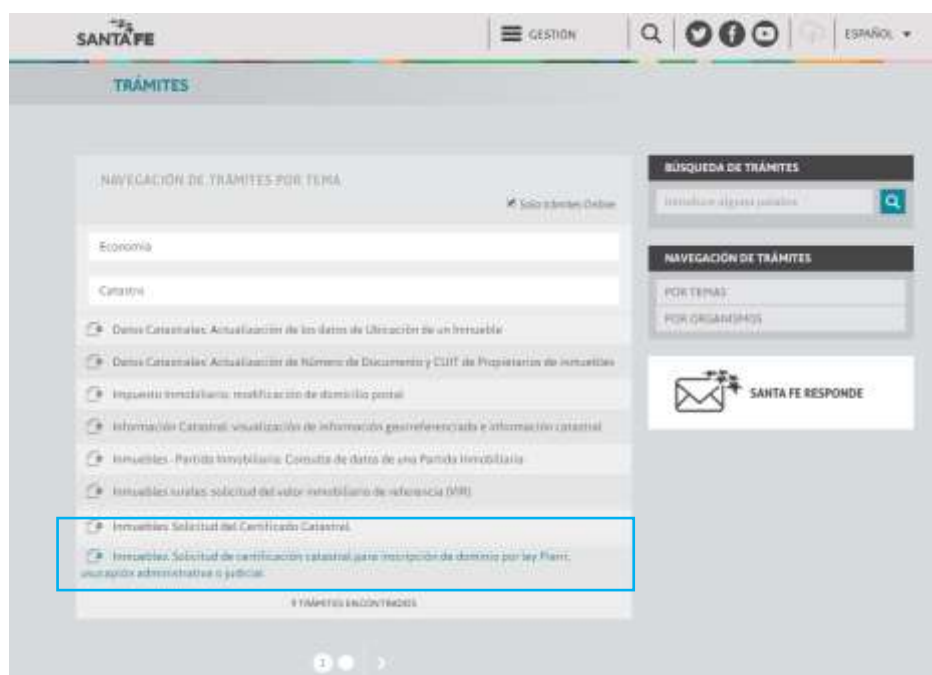 SANTA FE
GESTIÓN
ESPAÑOL
TRÁMITES
NAVEGACIÓN DE TRÁMITES POR TEMA
Solo trámites Online
Economía
Catastro
Datos Catastrales: Actualización de los datos de Ubicación de un Inmueble
Datos Catastrales: Actualización de Número de Documento y CUIT de Propietarios de inmuebles
Impuesto Inmobiliario: modificación de domicilio postal
Información Catastral: visualización de información georreferenciada e información catastral
Inmuebles - Partida Inmobiliaria: Consulta de datos de una Partida Inmobiliaria
Inmuebles rurales: solicitud del valor inmobiliario de referencia (VIR)
Inmuebles: Solicitud del Certificado Catastral.
Inmuebles: Solicitud de certificación catastral para inscripción de dominio por ley Pierri,
usucapión administrativa o judicial.
9 TRÁMITES ENCONTRADOS
1
BÚSQUEDA DE TRÁMITES
Introduce alguna palabra
NAVEGACIÓN DE TRÁMITES
POR TEMAS
POR ORGANISMOS
SANTA FE RESPONDE